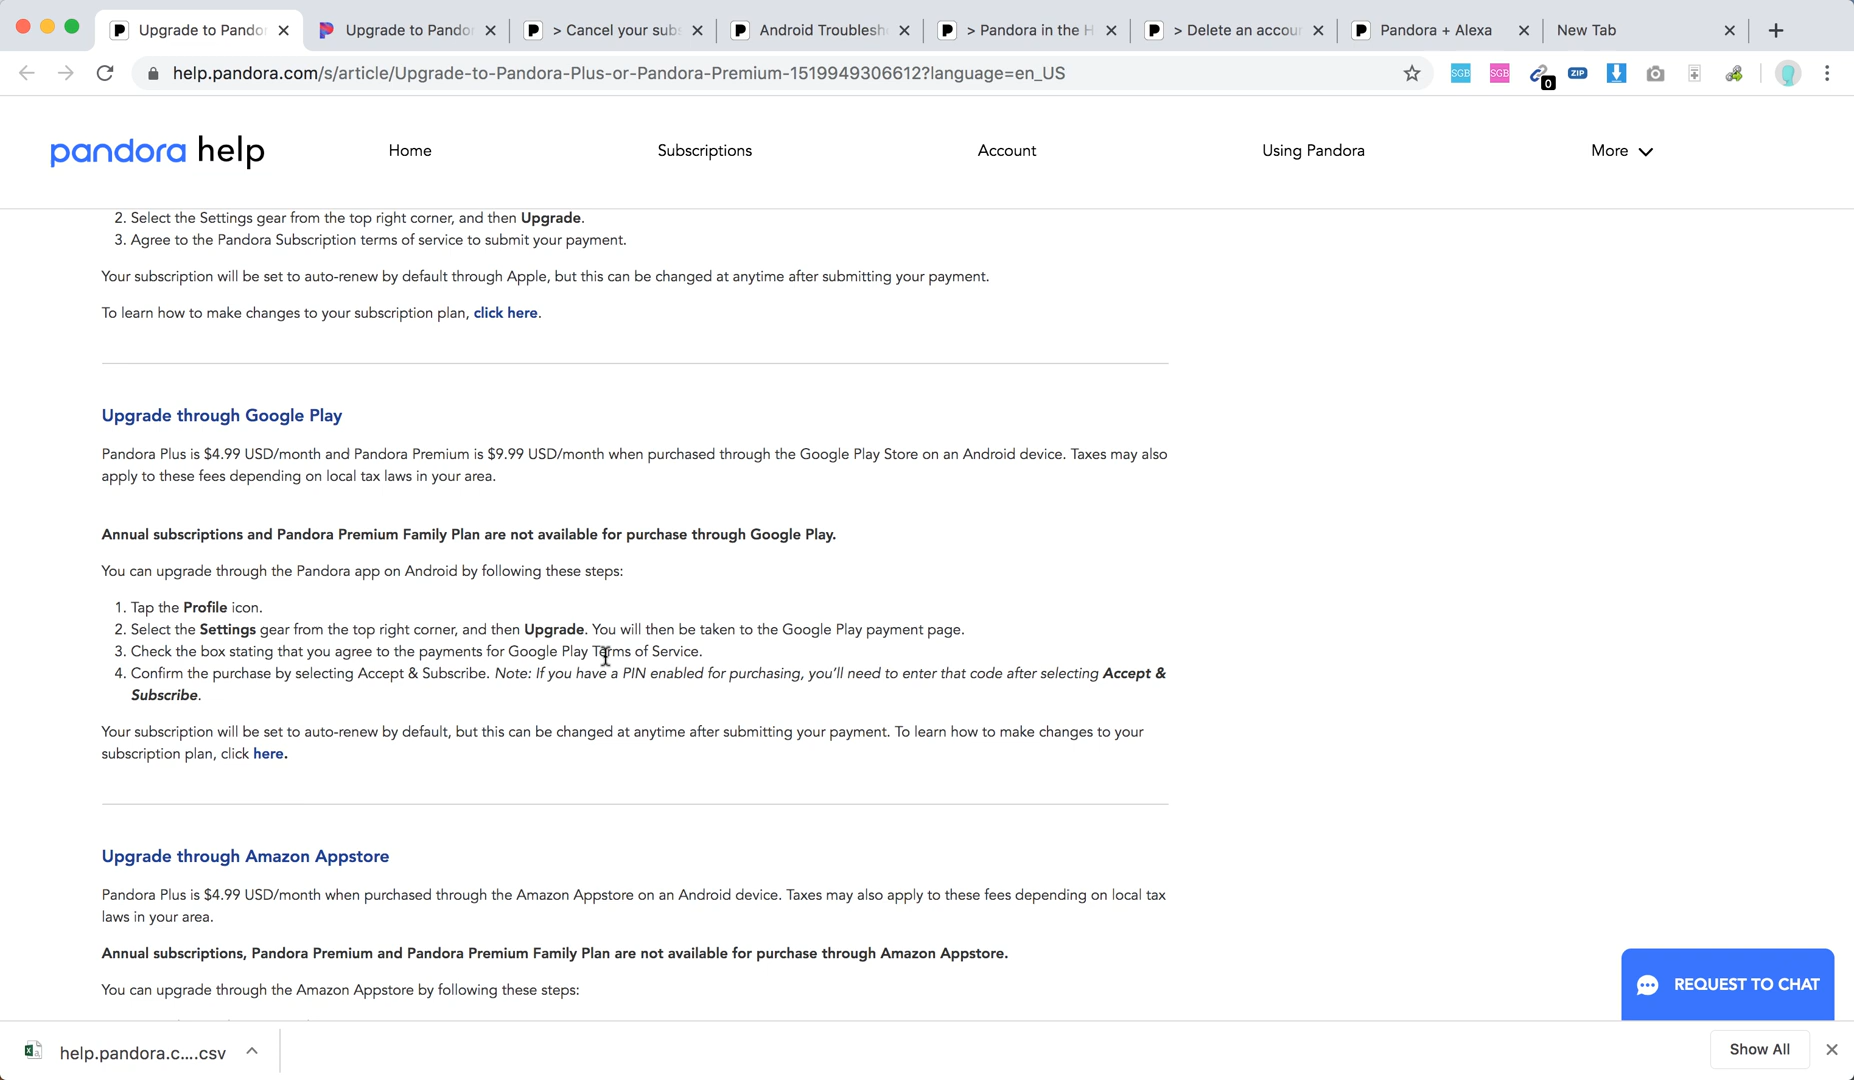 Upgrade to Pando
Upgrade to Pando
> Cancel your subs
Android Troublesh
> Pandora in the H
> Delete an accou
Pandora + Alexa
New Tab
help.pandora.com/s/article/Upgrade-to-Pandora-Plus-or-Pandora-Premium-1519949306612?language=en_US
SGB
SGB
0
ZIP
pandora help
Home
Subscriptions
Account
Using Pandora
More
2. Select the Settings gear from the top right corner, and then Upgrade.
3. Agree to the Pandora Subscription terms of service to submit your payment.
Your subscription will be set to auto-renew by default through Apple, but this can be changed at anytime after submitting your payment.
To learn how to make changes to your subscription plan, click here.
Upgrade through Google Play
Pandora Plus is $4.99 USD/month and Pandora Premium is $9.99 USD/month when purchased through the Google Play Store on an Android device. Taxes may also
apply to these fees depending on local tax laws in your area.
Annual subscriptions and Pandora Premium Family Plan are not available for purchase through Google Play.
You can upgrade through the Pandora app on Android by following these steps:
1. Tap the Profile icon.
2. Select the Settings gear from the top right corner, and then Upgrade. You will then be taken to the Google Play payment page.
3. Check the box stating that you agree to the payments for Google Play Terms of Service.
4. Confirm the purchase by selecting Accept & Subscribe. Note: If you have a PIN enabled for purchasing, you'll need to enter that code after selecting Accept &
Subscribe.
Your subscription will be set to auto-renew by default, but this can be changed at anytime after submitting your payment. To learn how to make changes to your
subscription plan, click here.
Upgrade through Amazon Appstore
Pandora Plus is $4.99 USD/month when purchased through the Amazon Appstore on an Android device. Taxes may also apply to these fees depending on local tax
laws in your area.
Annual subscriptions, Pandora Premium and Pandora Premium Family Plan are not available for purchase through Amazon Appstore.
You can upgrade through the Amazon Appstore by following these steps:
REQUEST TO CHAT
help.pandora.c....csv
Show All